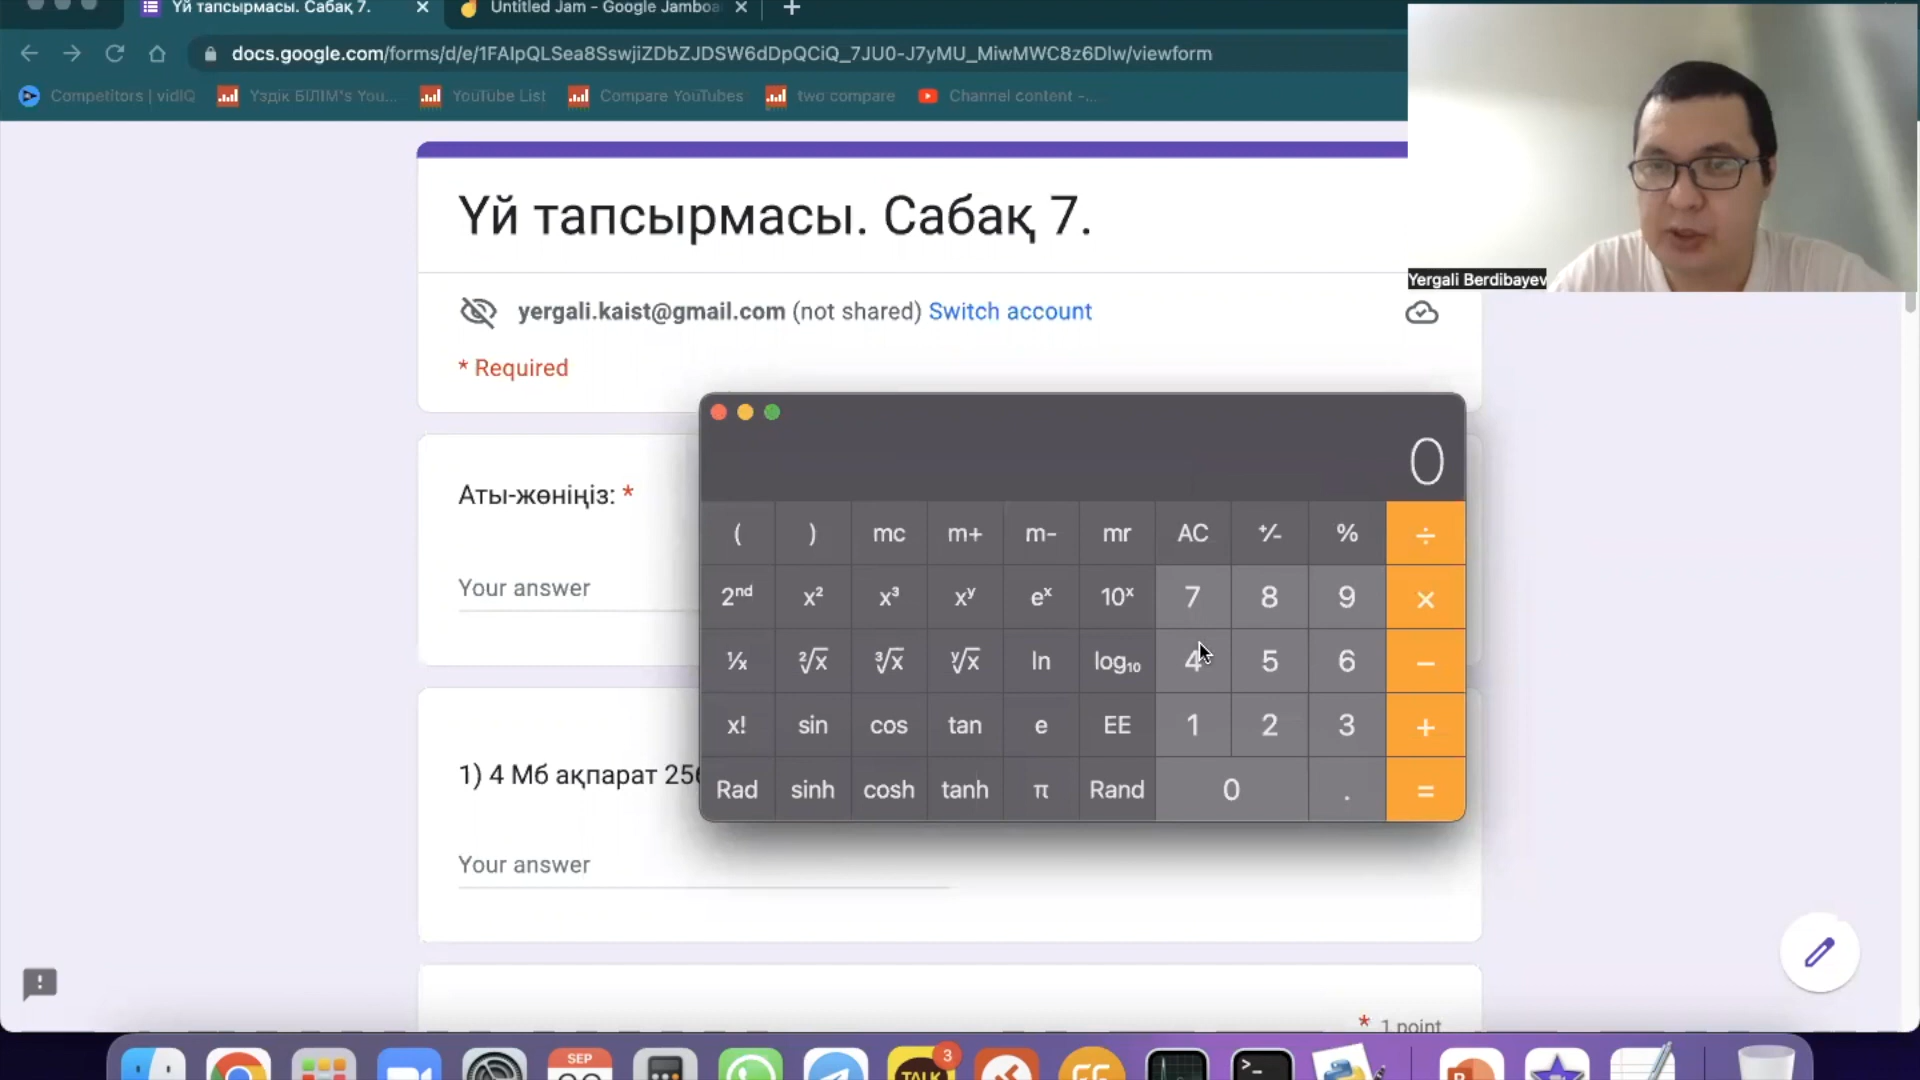 Үй тапсырмасы. Сабақ 7.
Untitled Jam – Google Jamboa
docs.google.com/forms/d/e/1FAIpQLSea8SswjiZDbZJDSW6dDpQCiQ_7JU0-J7yMU_MiwMWC8z6Dlw/viewform
Competitors | vidIQ
Үздік БІЛІМ's You...
YouTube List
Compare YouTubes
two compare
Channel content -...
Yergali Berdibayev
Үй тапсырмасы. Сабақ 7.
yergali.kaist@gmail.com (not shared) Switch account
* Required
Аты-жөніңіз: *
Your answer
1) 4 Мб ақпарат 256
Your answer
* 1 point
0
( ) mc m+ m- mr AC +/- % ÷
2nd x² x³ xʸ eˣ 10ˣ 7 8 9 ×
1/x ²√x ³√x ʸ√x ln log₁₀ 4 5 6 −
x! sin cos tan e EE 1 2 3 +
Rad sinh cosh tanh π Rand 0 . =
SEP
TALK
3